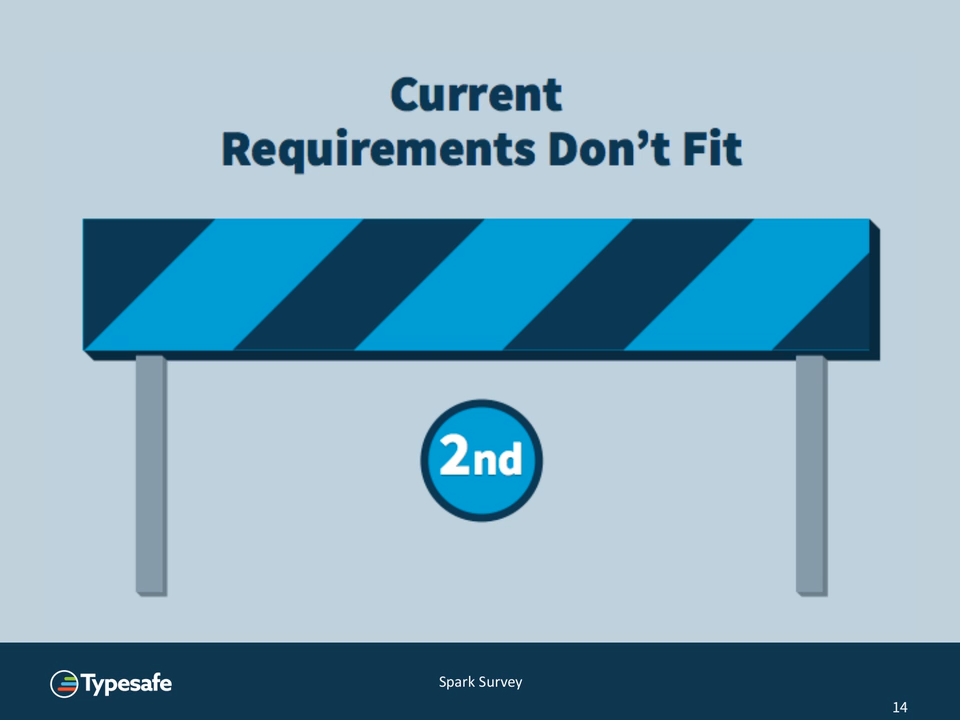 Current
Requirements Don’t Fit
2nd
Typesafe
Spark Survey
14